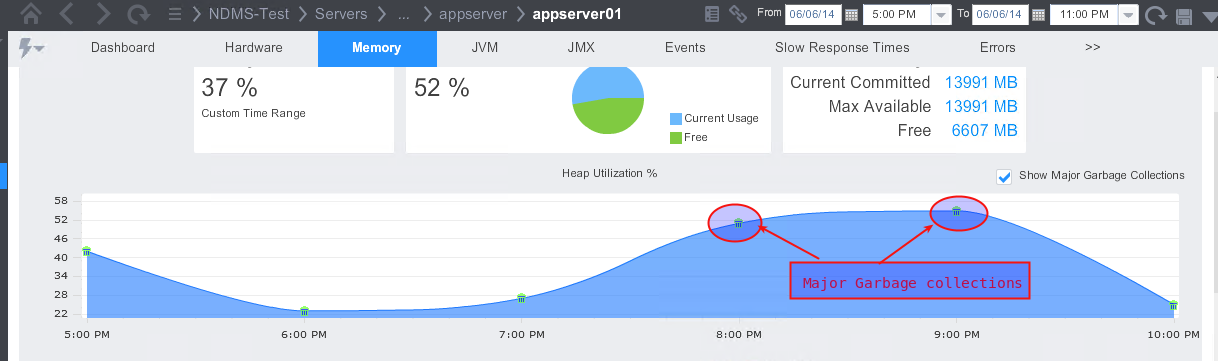 NDMS-Test Servers ... appserver appserver01 From 06/06/14 5:00 PM To 06/06/14 11:00 PM
Dashboard Hardware Memory JVM JMX Events Slow Response Times Errors >>
37 %
Custom Time Range
52 %
Current Usage
Free
Current Committed 13991 MB
Max Available 13991 MB
Free 6607 MB
Heap Utilization %
Show Major Garbage Collections
58
52
46
40
34
28
22
Major Garbage collections
5:00 PM 6:00 PM 7:00 PM 8:00 PM 9:00 PM 10:00 PM